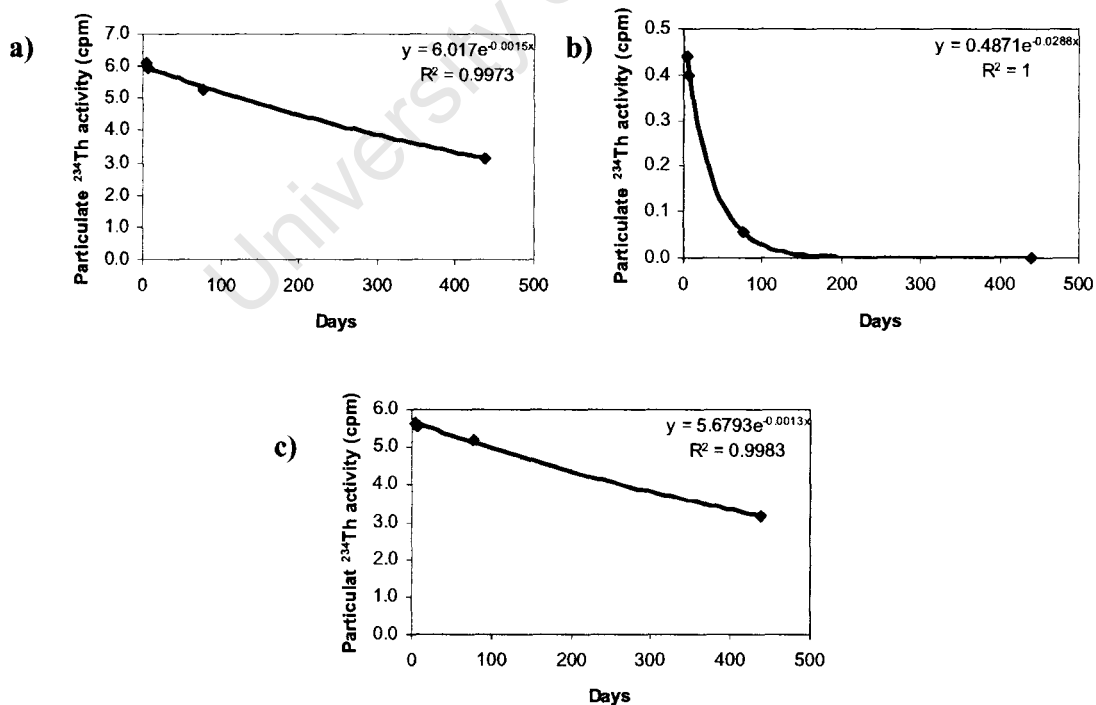 University
a)
y = 6.017e^-0.0015x
R² = 0.9973
Particulate ²³⁴Th activity (cpm)
7.0
6.0
5.0
4.0
3.0
2.0
1.0
0.0
0 100 200 300 400 500
Days
b)
y = 0.4871e^-0.0288x
R² = 1
Particulate ²³⁴Th activity (cpm)
0.5
0.4
0.3
0.2
0.1
0.0
0 100 200 300 400 500
Days
c)
y = 5.6793e^-0.0013x
R² = 0.9983
Particulat ²³⁴Th activity (cpm)
6.0
5.0
4.0
3.0
2.0
1.0
0.0
0 100 200 300 400 500
Days